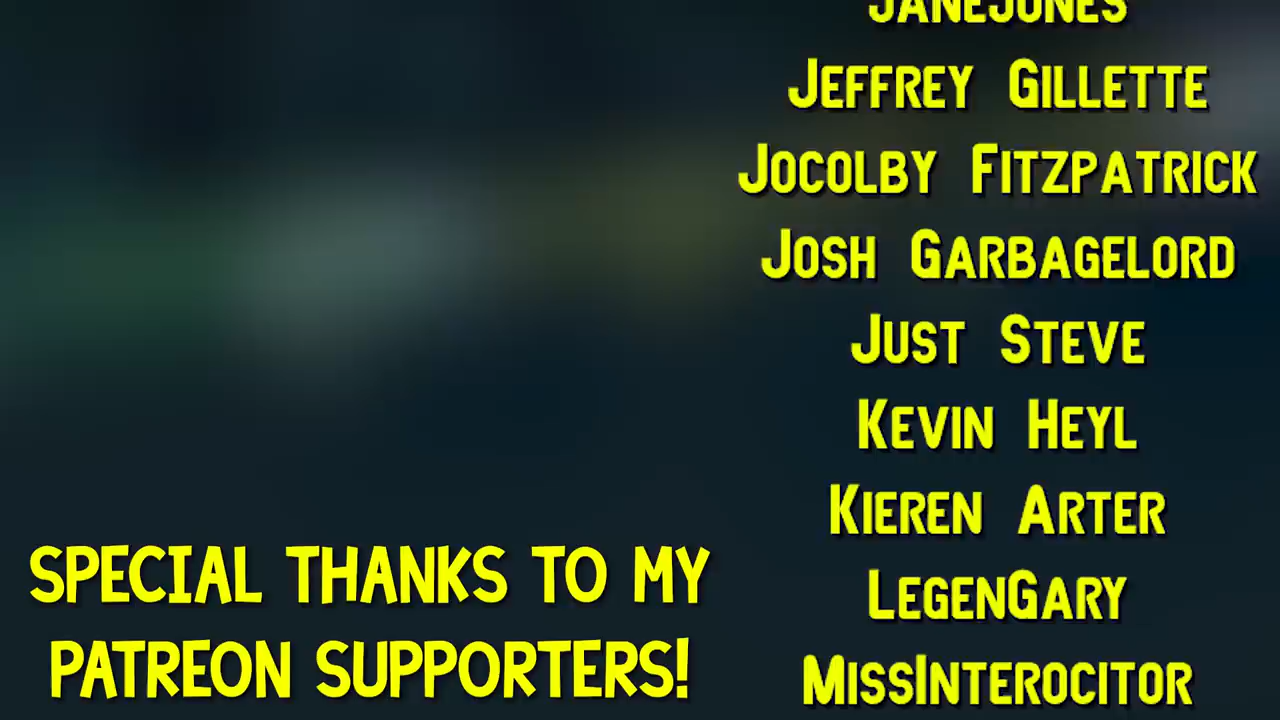 JANEJONES
JEFFREY GILLETTE
JOCOLBY FITZPATRICK
JOSH GARBAGELORD
JUST STEVE
KEVIN HEYL
KIEREN ARTER
LEGENGARY
MISSINTEROCITOR
SPECIAL THANKS TO MY
PATREON SUPPORTERS!